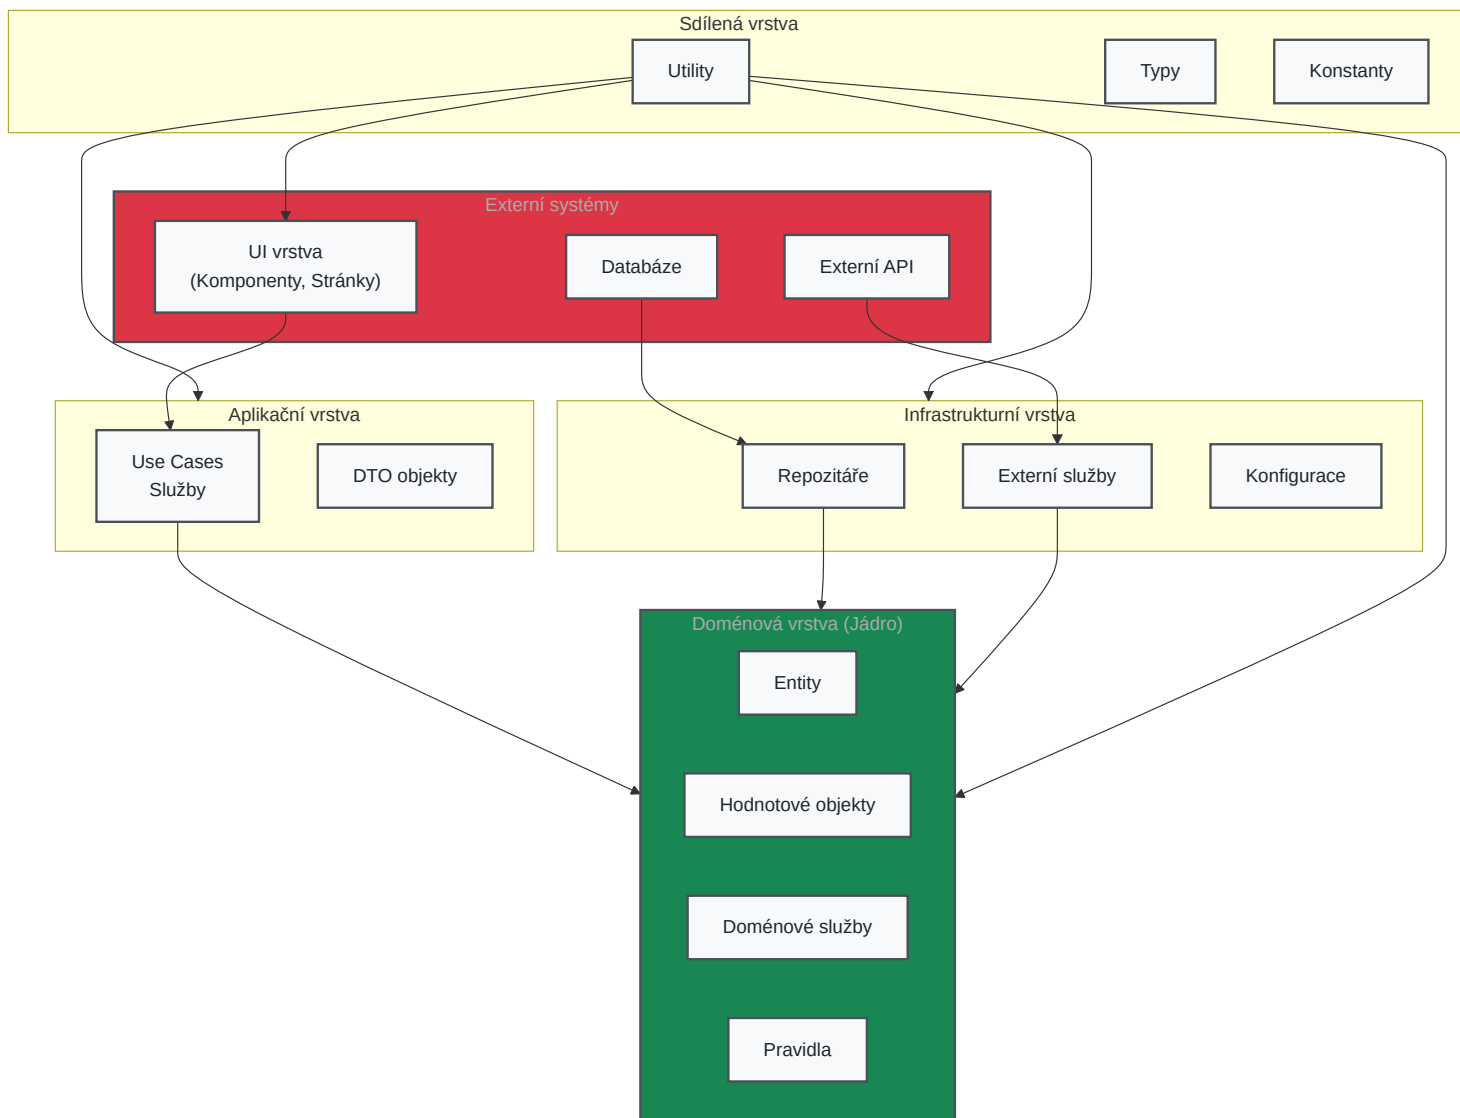 Sdílená vrstva
Utility
Typy
Konstanty
Externí systémy
UI vrstva
(Komponenty, Stránky)
Databáze
Externí API
Aplikační vrstva
Use Cases
Služby
DTO objekty
Infrastrukturní vrstva
Repozitáře
Externí služby
Konfigurace
Doménová vrstva (Jádro)
Entity
Hodnotové objekty
Doménové služby
Pravidla